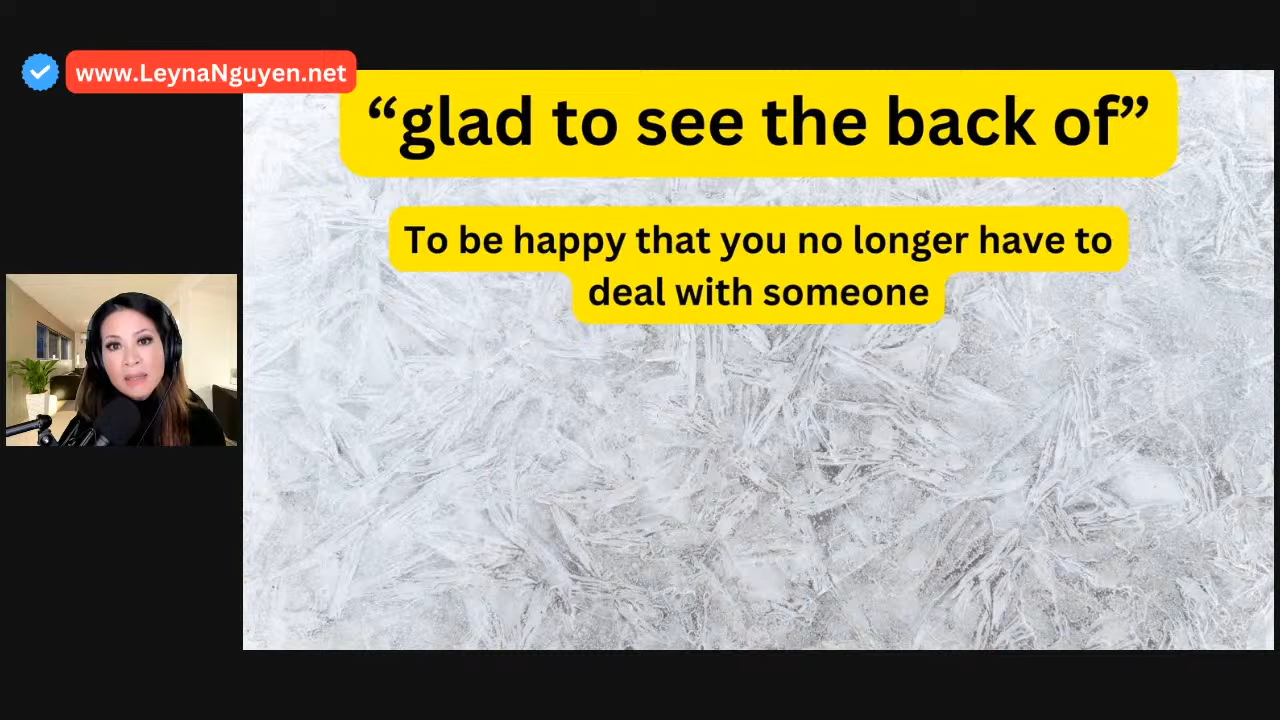 www.LeynaNguyen.net
“glad to see the back of”
To be happy that you no longer have to
deal with someone